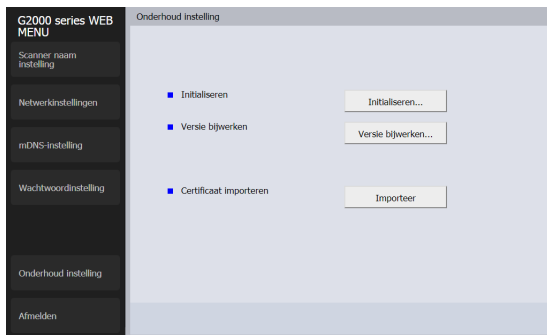 G2000 series WEB
MENU
Onderhoud instelling
Scanner naam
instelling
Netwerkinstellingen
mDNS-instelling
Wachtwoordinstelling
Onderhoud instelling
Afmelden
Initialiseren
Initialiseren...
Versie bijwerken
Versie bijwerken...
Certificaat importeren
Importeer